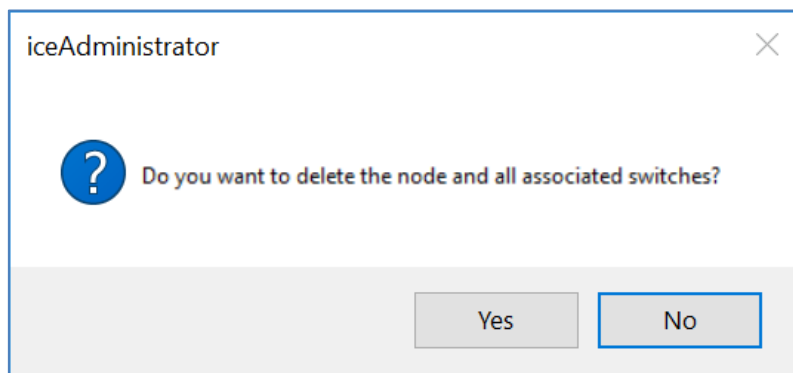 iceAdministrator
Do you want to delete the node and all associated switches?
Yes
No